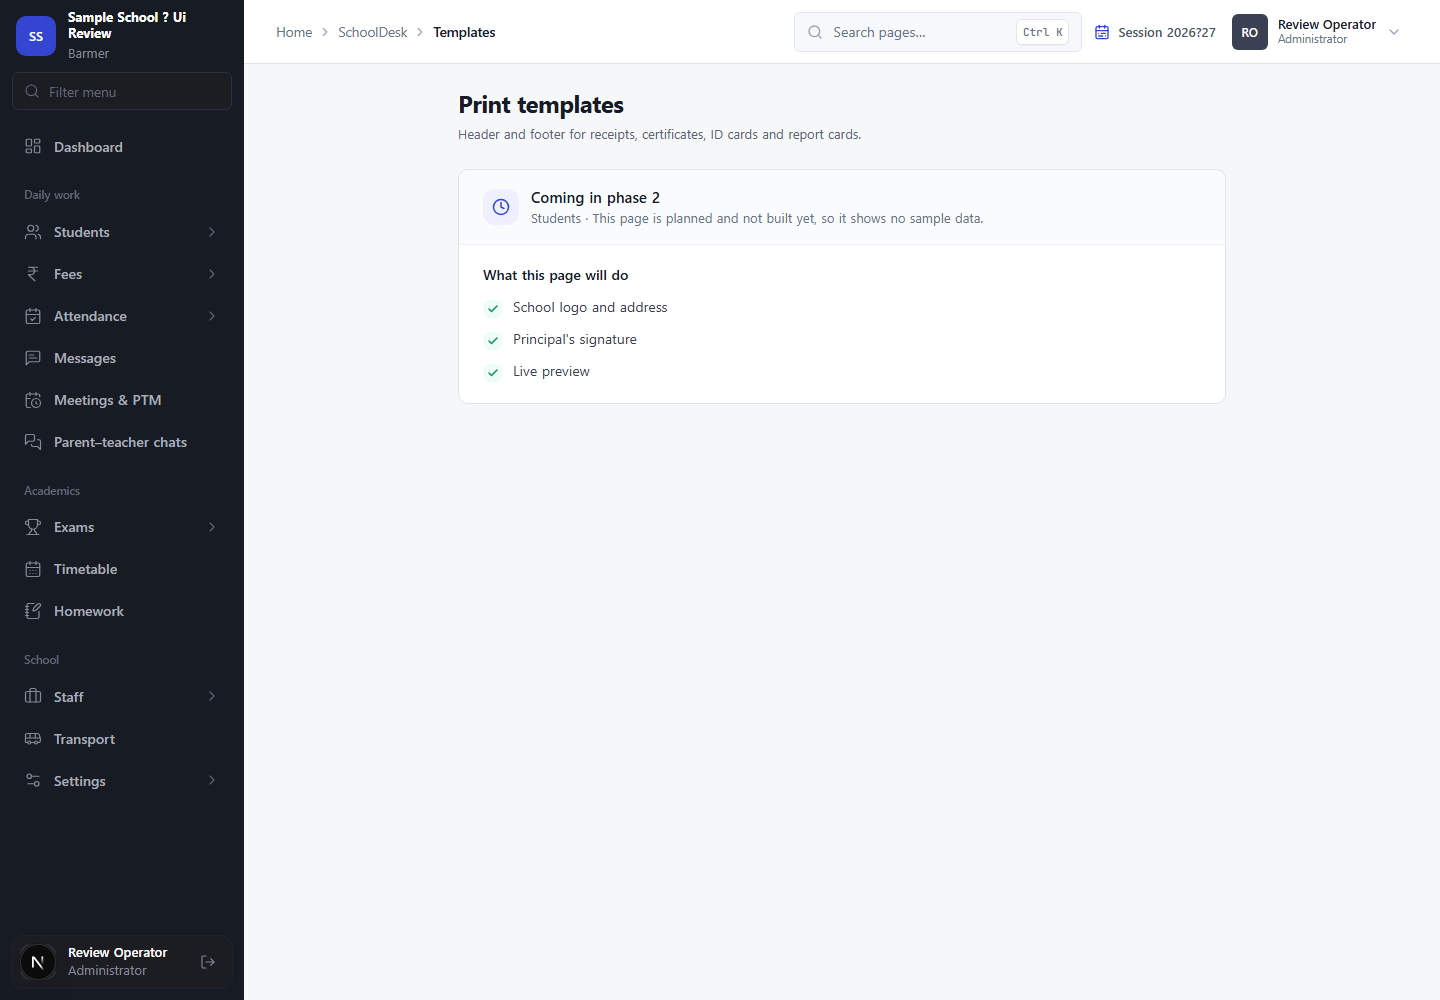 SS
Sample School ? Ui
Review
Barmer
Filter menu
Dashboard
Daily work
Students
Fees
Attendance
Messages
Meetings & PTM
Parent–teacher chats
Academics
Exams
Timetable
Homework
School
Staff
Transport
Settings
N
Review Operator
Administrator
Home
SchoolDesk
Templates
Search pages...
Ctrl K
Session 2026?27
RO
Review Operator
Administrator
Print templates
Header and footer for receipts, certificates, ID cards and report cards.
Coming in phase 2
Students · This page is planned and not built yet, so it shows no sample data.
What this page will do
School logo and address
Principal's signature
Live preview